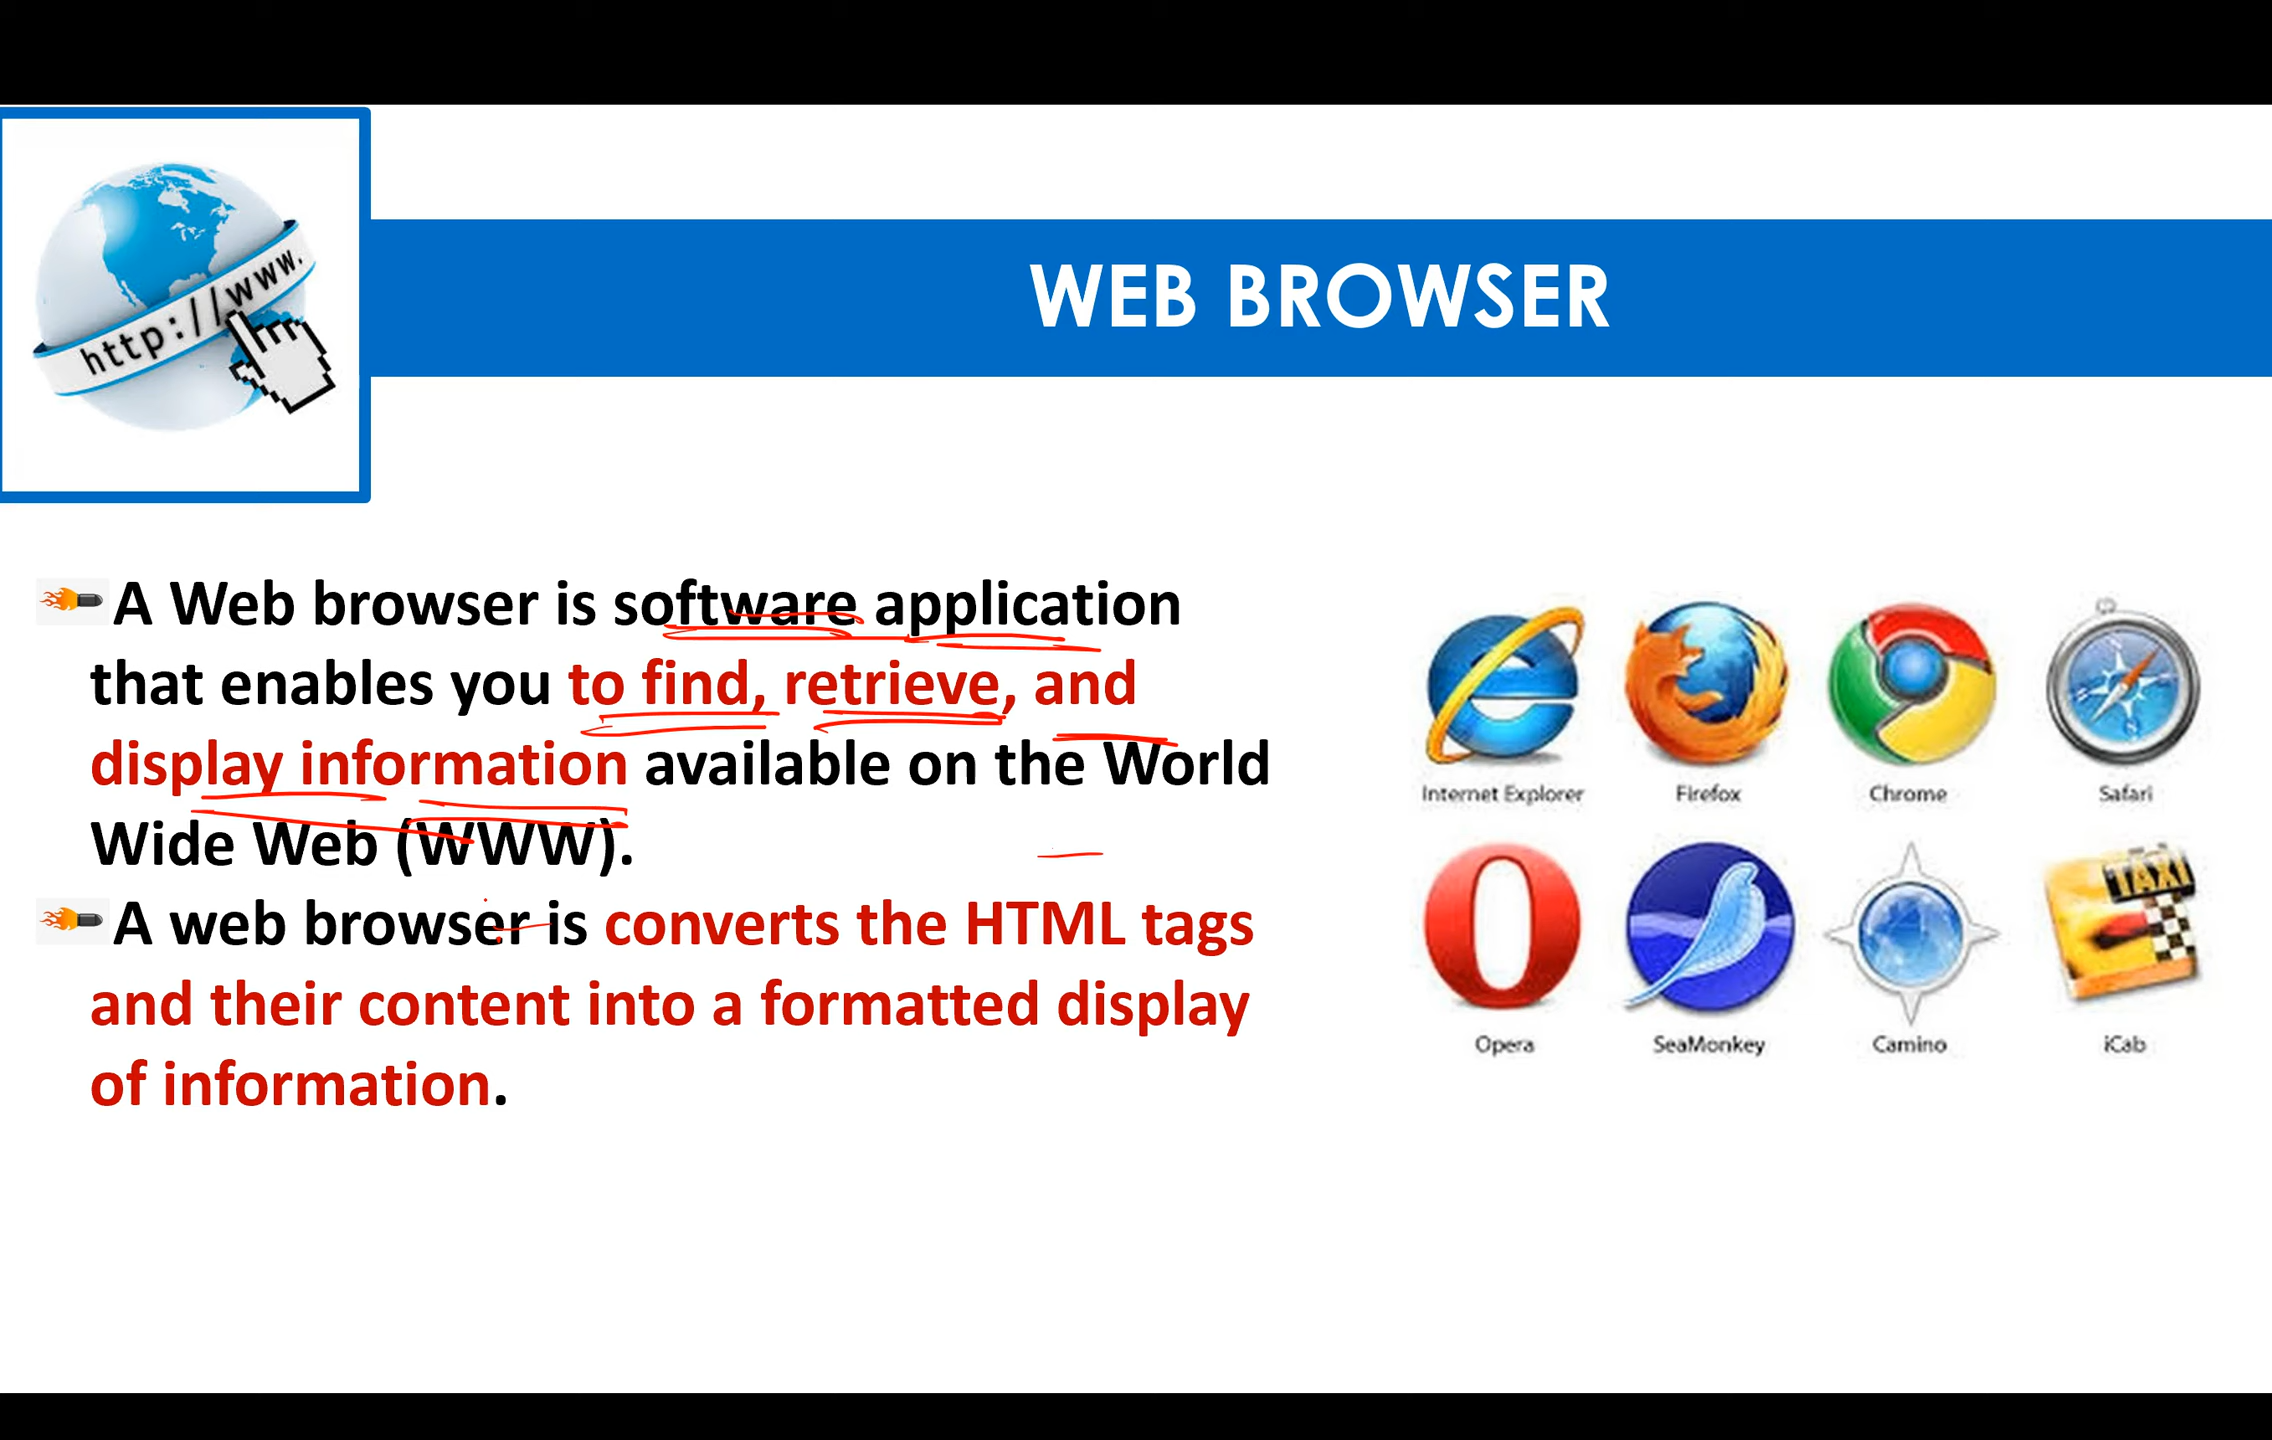 http://www.
WEB BROWSER
A Web browser is software application
that enables you to find, retrieve, and
display information available on the World
Wide Web (WWW).
A web browser is converts the HTML tags
and their content into a formatted display
of information.
Internet Explorer
Firefox
Chrome
Safari
Opera
SeaMonkey
Camino
TAXI
iCab